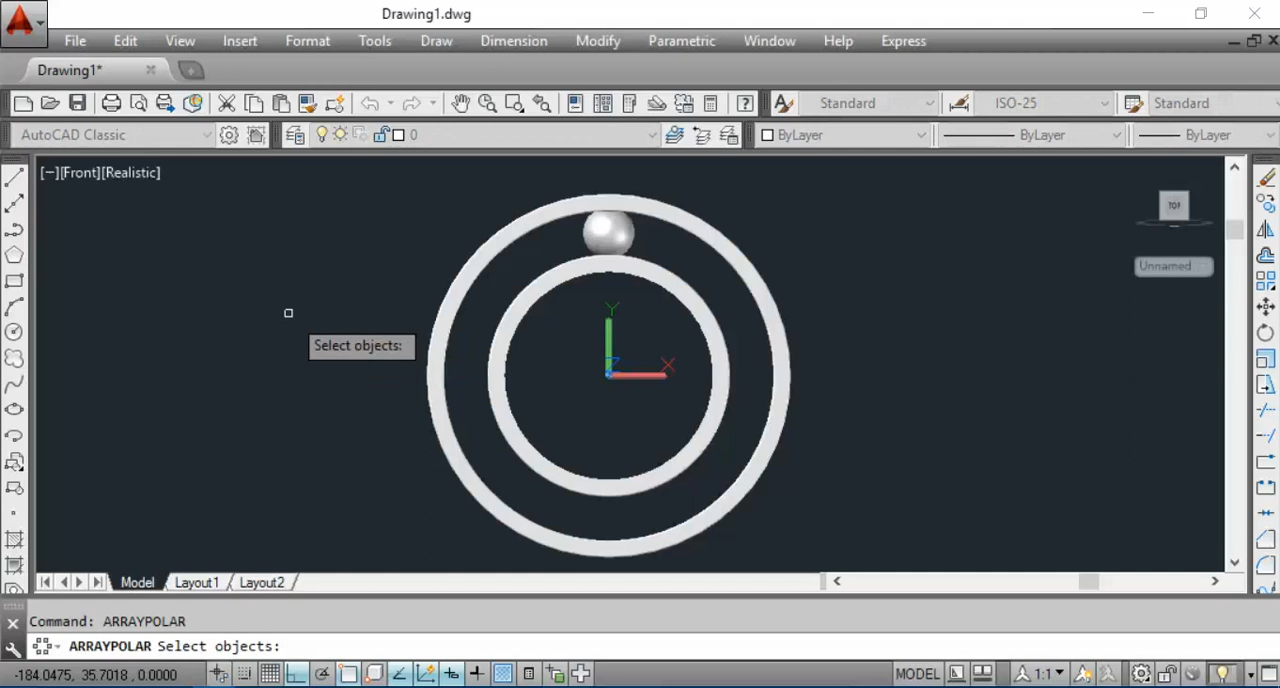 Drawing1.dwg
File Edit View Insert Format Tools Draw Dimension Modify Parametric Window Help Express
Drawing1*
Standard ISO-25 Standard
AutoCAD Classic 0 ByLayer ByLayer ByLayer
[−][Front][Realistic]
TOP
Unnamed
Y
Select objects:
Z
X
Model Layout1 Layout2
Command: ARRAYPOLAR
ARRAYPOLAR Select objects:
-184.0475, 35.7018, 0.0000 MODEL 1:1